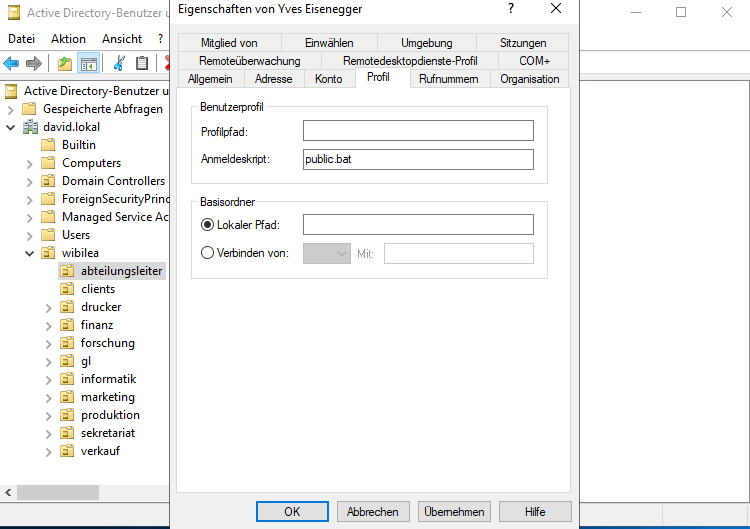 Active Directory-Benutzer u
Datei Aktion Ansicht ?
Active Directory-Benutzer u
Gespeicherte Abfragen
david.lokal
Builtin
Computers
Domain Controllers
ForeignSecurityPrinc
Managed Service Ac
Users
wibilea
abteilungsleiter
clients
drucker
finanz
forschung
gl
informatik
marketing
produktion
sekretariat
verkauf
Eigenschaften von Yves Eisenegger ?
Mitglied von Einwählen Umgebung Sitzungen
Remoteüberwachung Remotedesktopdienste-Profil COM+
Allgemein Adresse Konto Profil Rufnummern Organisation
Benutzerprofil
Profilpfad:
Anmeldeskript: public.bat
Basisordner
Lokaler Pfad:
Verbinden von: Mit:
OK Abbrechen Übernehmen Hilfe